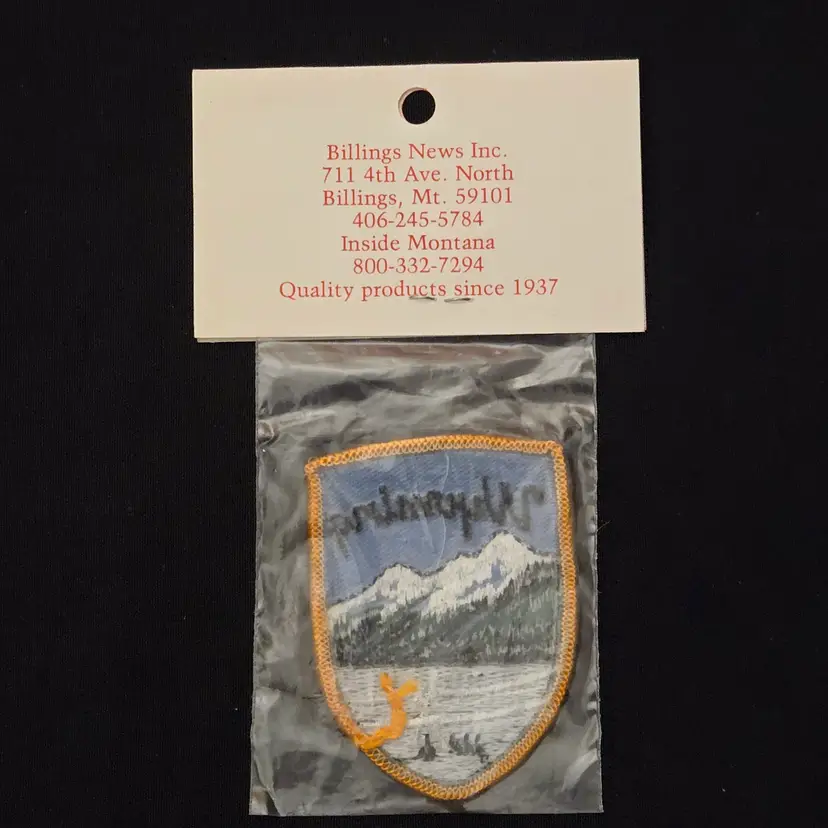 Billings News Inc.
711 4th Ave. North
Billings, Mt. 59101
406-245-5784
Inside Montana
800-332-7294
Quality products since 1937
Wyoming